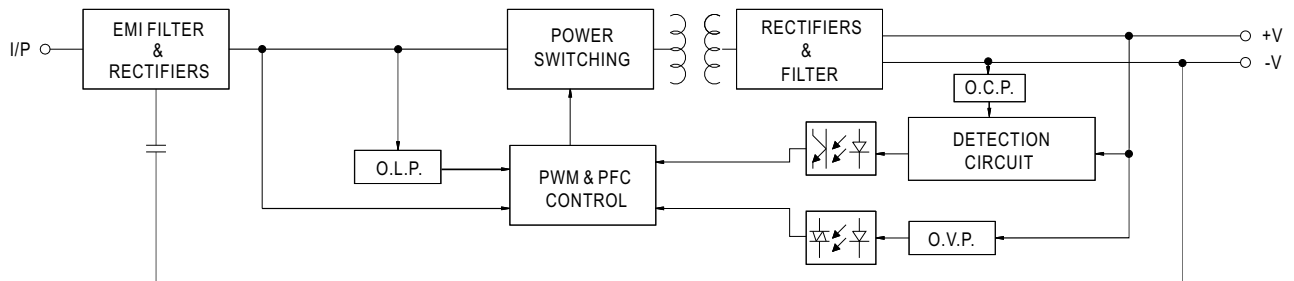 I/P
EMI FILTER
&
RECTIFIERS
POWER
SWITCHING
RECTIFIERS
&
FILTER
+V
-V
O.C.P.
DETECTION
CIRCUIT
O.L.P.
PWM & PFC
CONTROL
O.V.P.